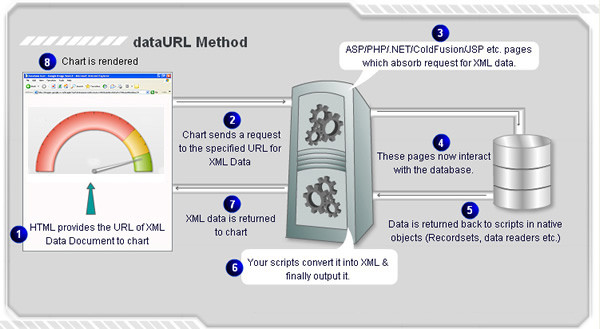 dataURL Method
8 Chart is rendered
3
ASP/PHP/.NET/ColdFusion/JSP etc. pages
which absorb request for XML data.
2
Chart sends a request
to the specified URL for
XML Data
4
These pages now interact
with the database.
7
XML data is returned
to chart
5
Data is returned back to scripts in native
objects (Recordsets, data readers etc.)
1
HTML provides the URL of XML
Data Document to chart
6
Your scripts convert it into XML &
finally output it.